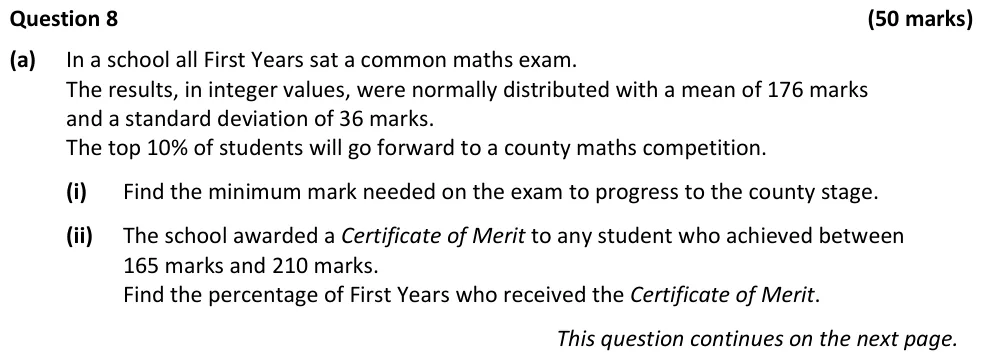 Question 8 (50 marks)
(a) In a school all First Years sat a common maths exam.
The results, in integer values, were normally distributed with a mean of 176 marks
and a standard deviation of 36 marks.
The top 10% of students will go forward to a county maths competition.
(i) Find the minimum mark needed on the exam to progress to the county stage.
(ii) The school awarded a Certificate of Merit to any student who achieved between
165 marks and 210 marks.
Find the percentage of First Years who received the Certificate of Merit.
This question continues on the next page.